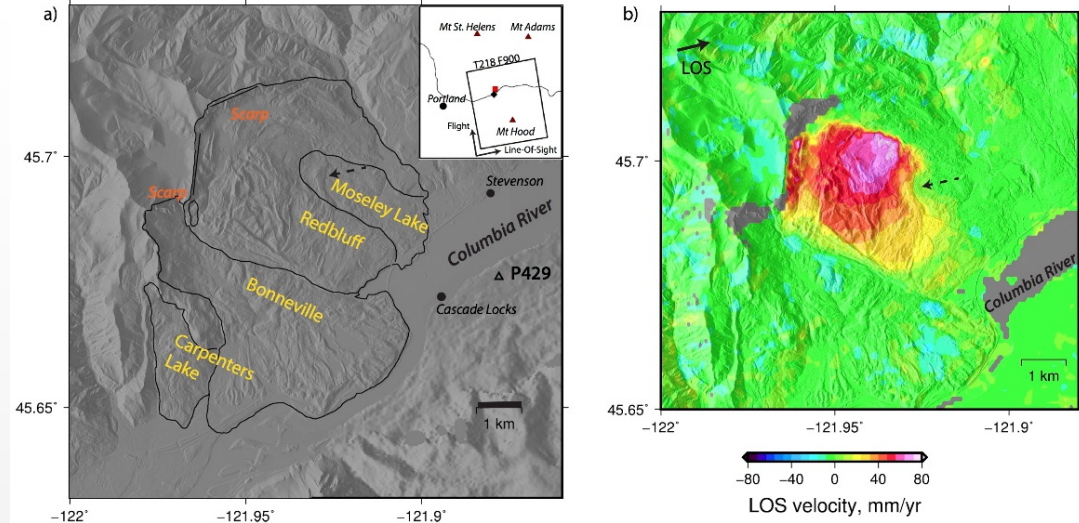 a)
Mt St. Helens
Mt Adams
T218 F900
Portland
Flight
Mt Hood
Line-Of-Sight
Scarp
Scarp
45.7°
45.65°
Moseley Lake
Redbluff
Bonneville
Carpenters
Lake
Stevenson
Columbia River
P429
Cascade Locks
1 km
-122°
-121.95°
-121.9°
b)
LOS
45.7°
45.65°
Columbia River
1 km
-122°
-121.95°
-121.9°
-80 -40 0 40 80
LOS velocity, mm/yr